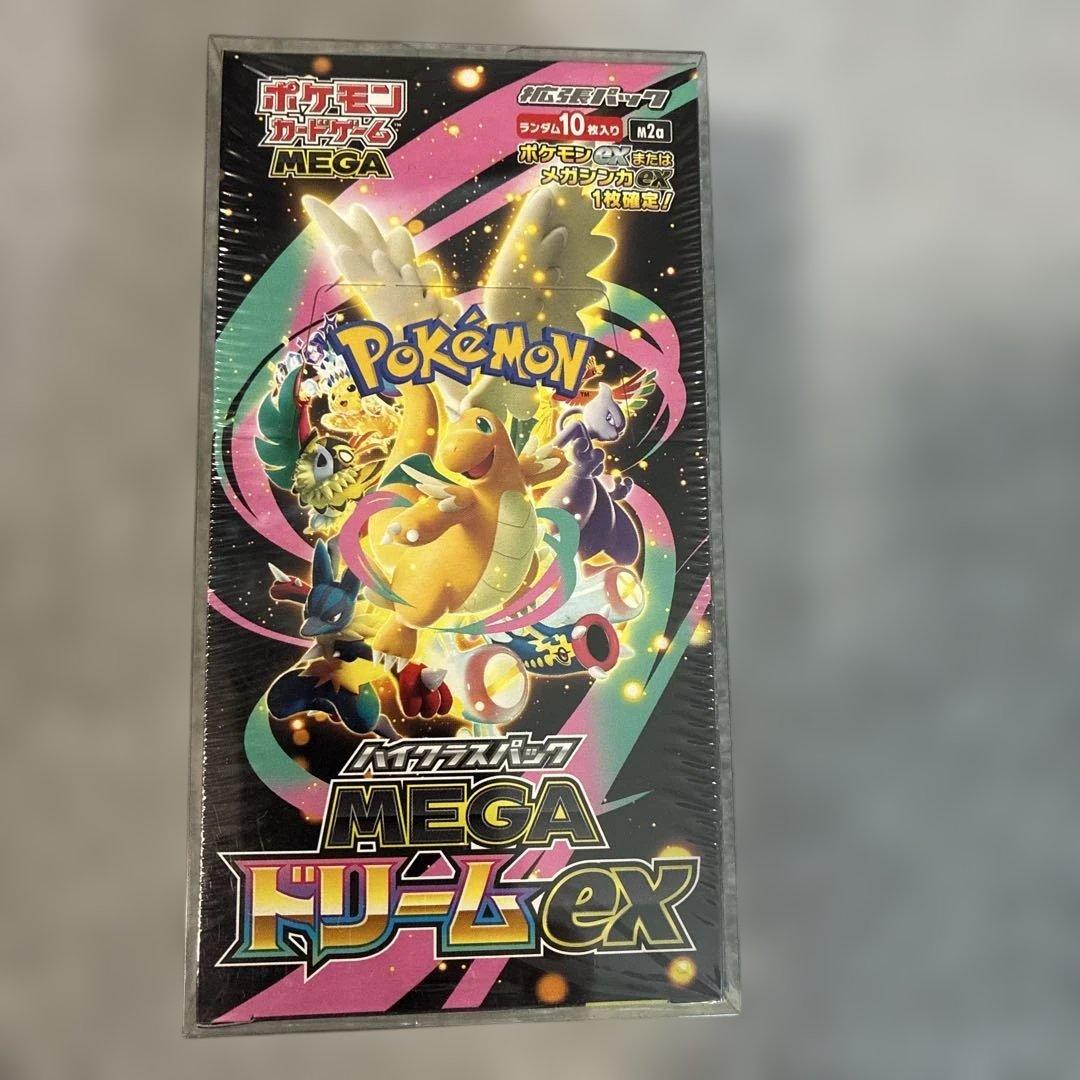 ポケモン
カードゲーム™
MEGA
拡張パック
ランダム10枚入り M2a
ポケモンexまたは
メガシンカex
1枚確定!
POKéMON™
ハイクラスパック
MEGA
ドリームex